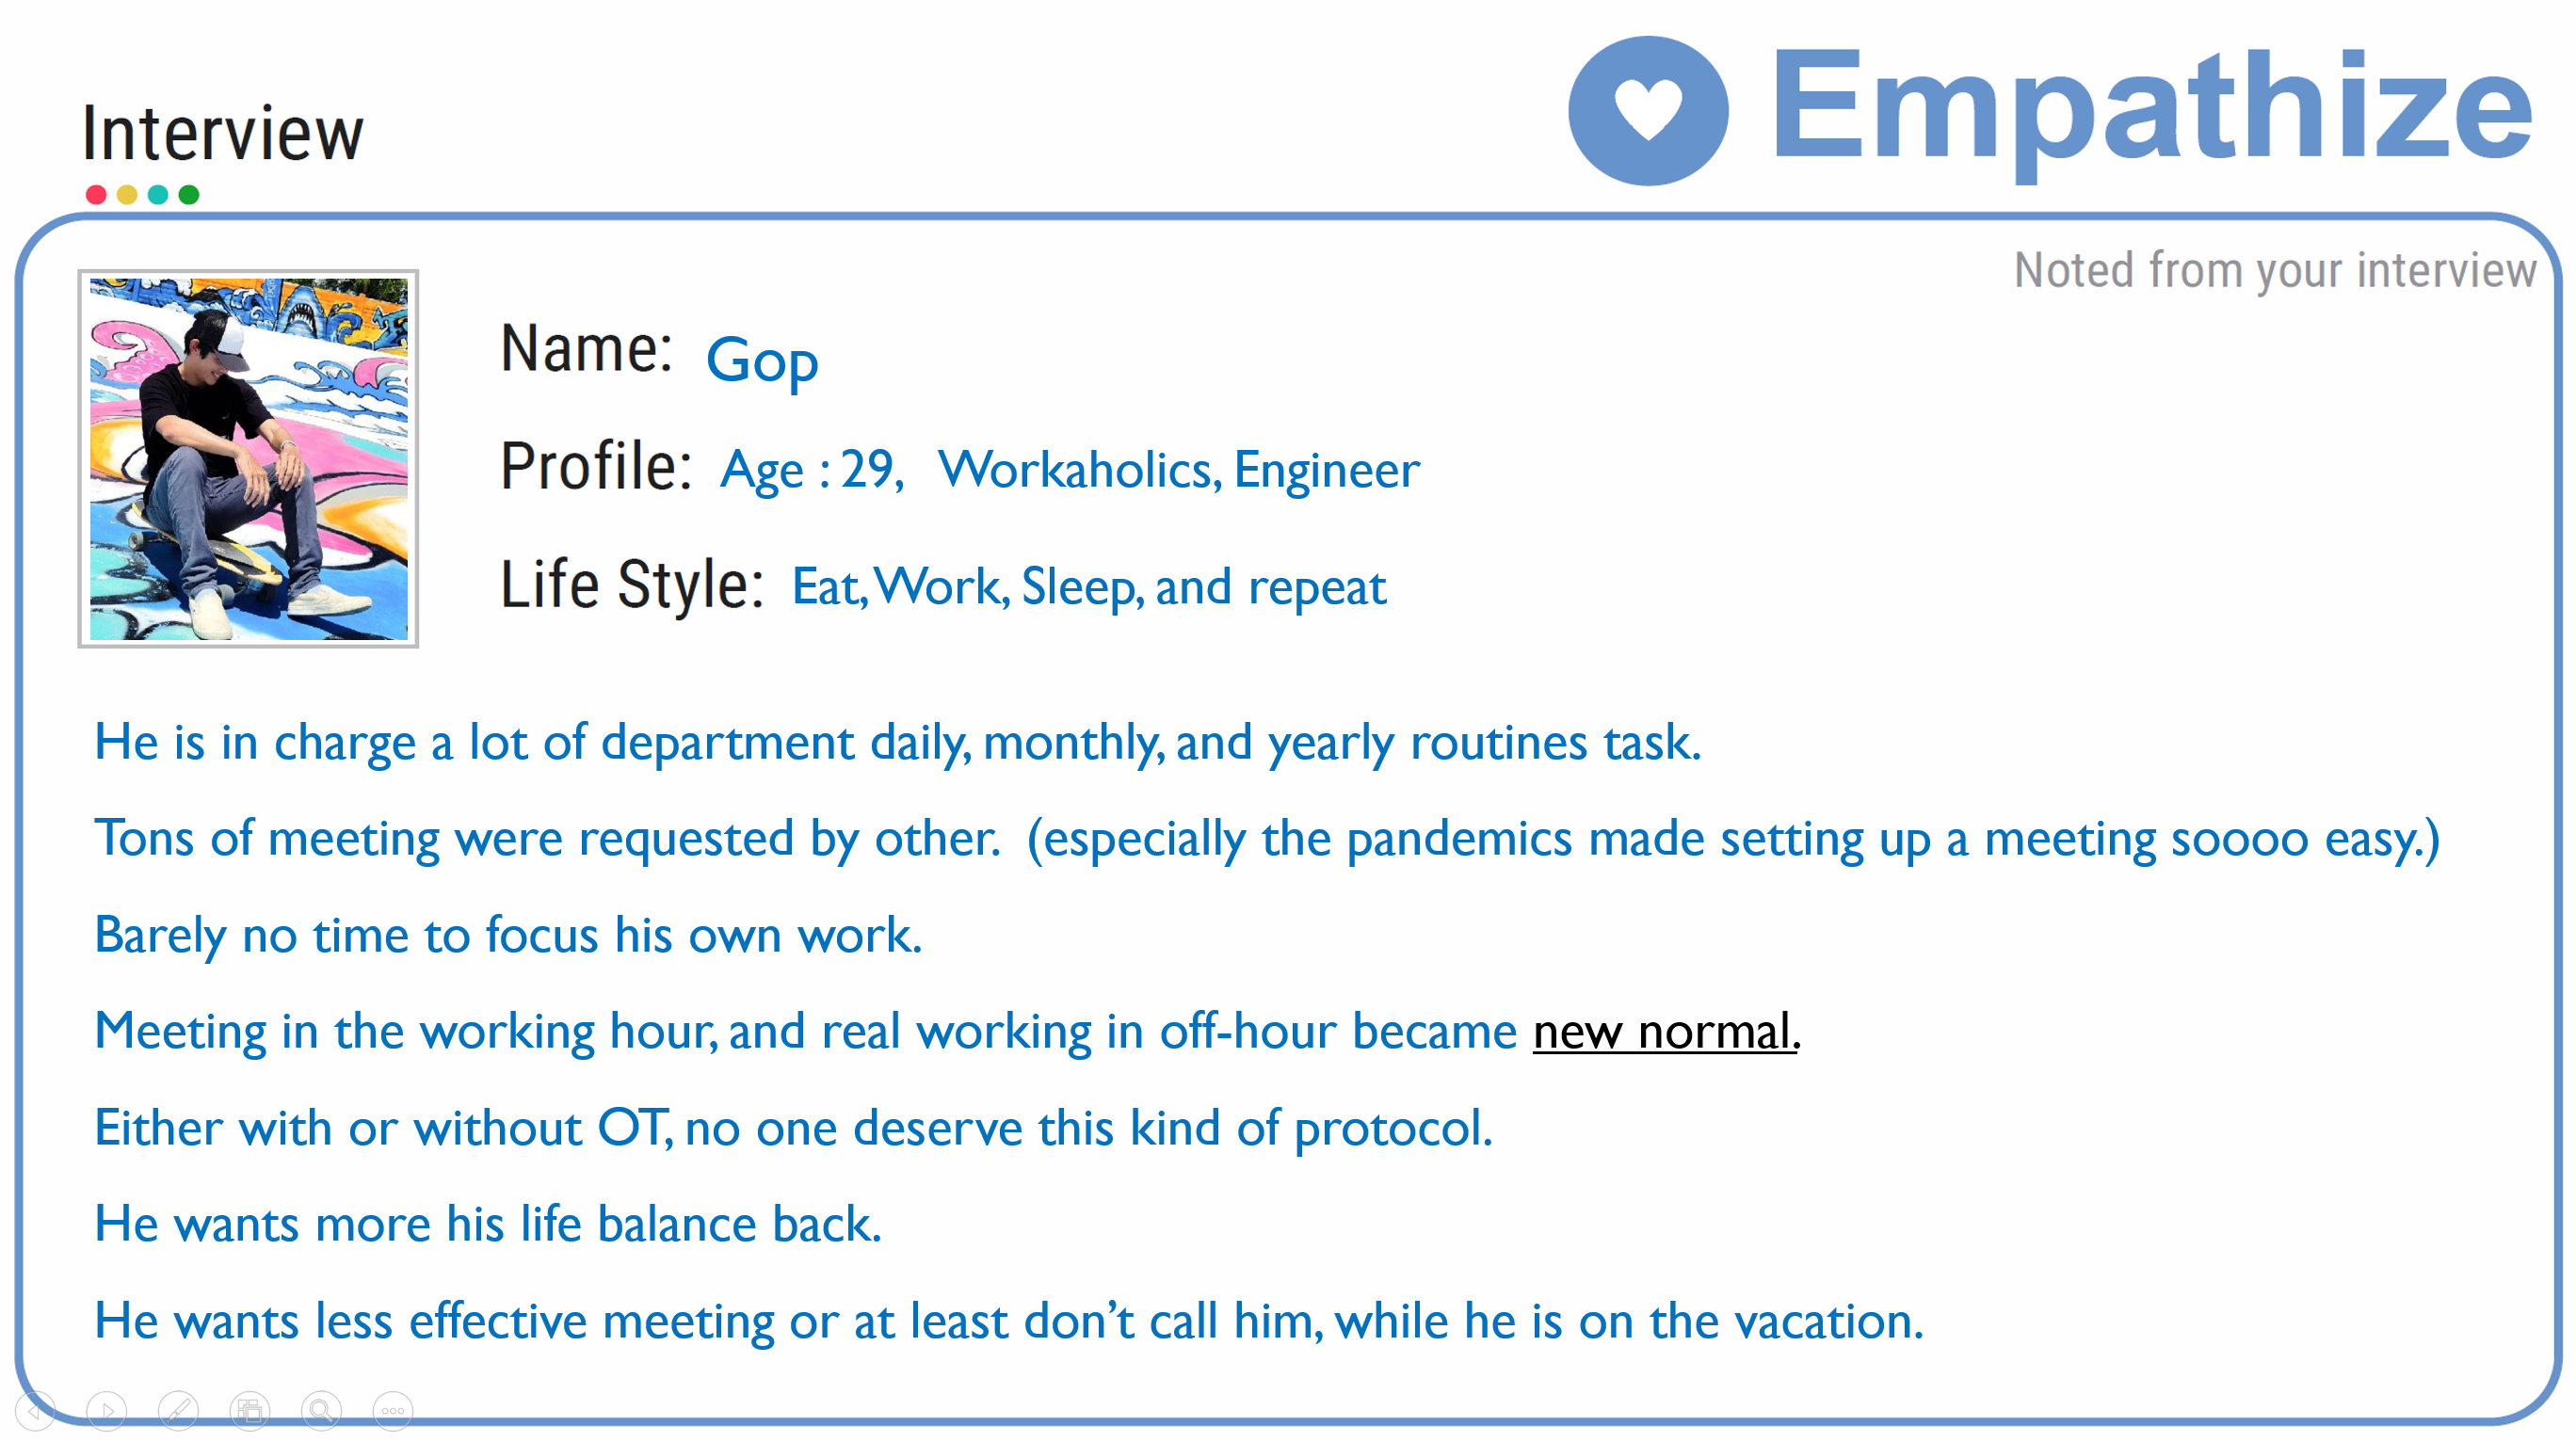 Interview
Empathize
Noted from your interview
Name: Gop
Profile: Age : 29, Workaholics, Engineer
Life Style: Eat, Work, Sleep, and repeat
He is in charge a lot of department daily, monthly, and yearly routines task.
Tons of meeting were requested by other. (especially the pandemics made setting up a meeting soooo easy.)
Barely no time to focus his own work.
Meeting in the working hour, and real working in off-hour became new normal.
Either with or without OT, no one deserve this kind of protocol.
He wants more his life balance back.
He wants less effective meeting or at least don’t call him, while he is on the vacation.